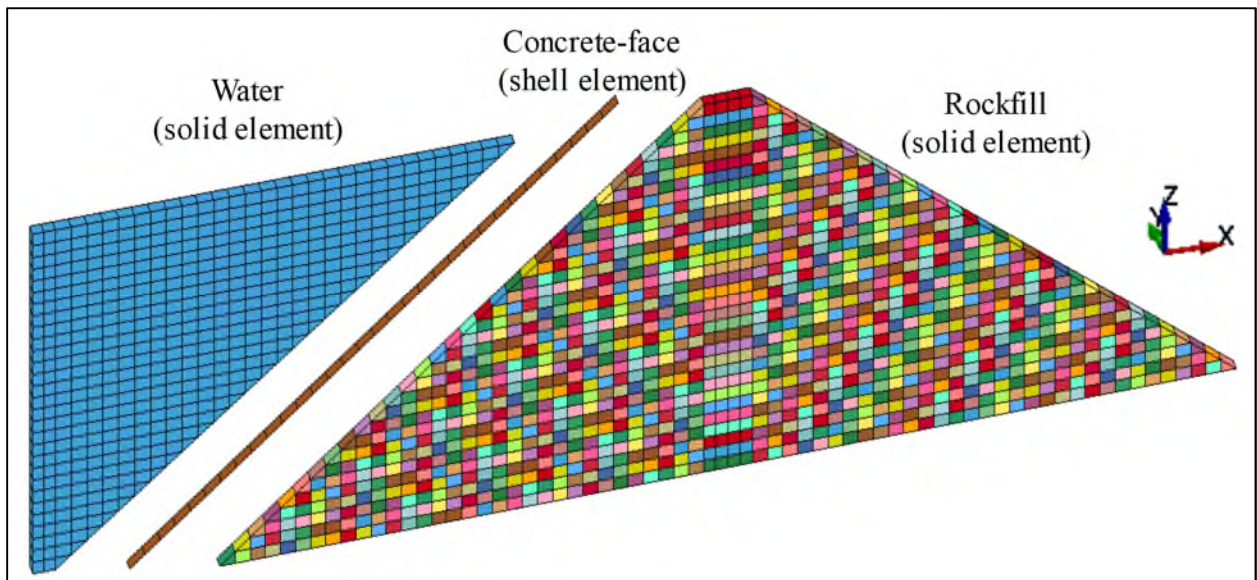 Concrete-face
(shell element)
Water
(solid element)
Rockfill
(solid element)
Z
Y
X